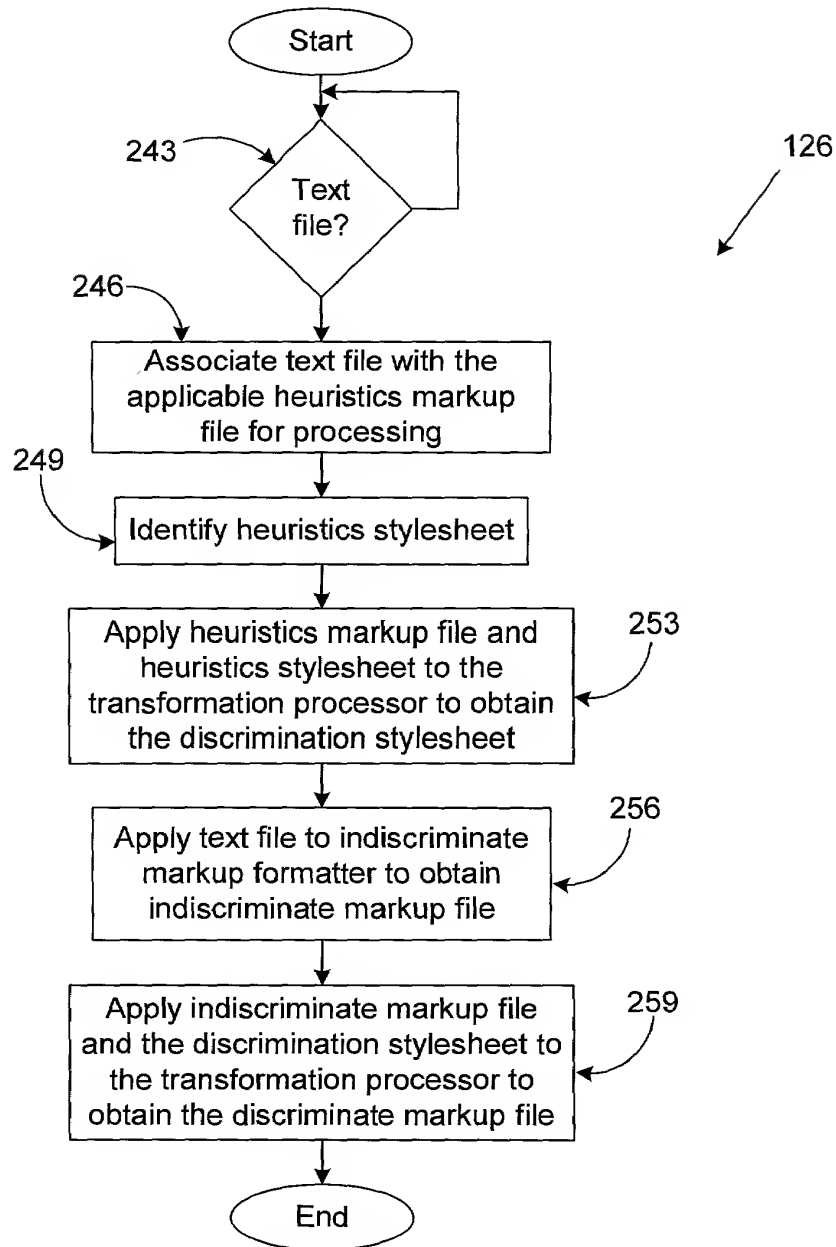 Start
243
Text
file?
126
246
Associate text file with the
applicable heuristics markup
file for processing
249
Identify heuristics stylesheet
Apply heuristics markup file and
heuristics stylesheet to the
transformation processor to obtain
the discrimination stylesheet
253
Apply text file to indiscriminate
markup formatter to obtain
indiscriminate markup file
256
Apply indiscriminate markup file
and the discrimination stylesheet to
the transformation processor to
obtain the discriminate markup file
259
End